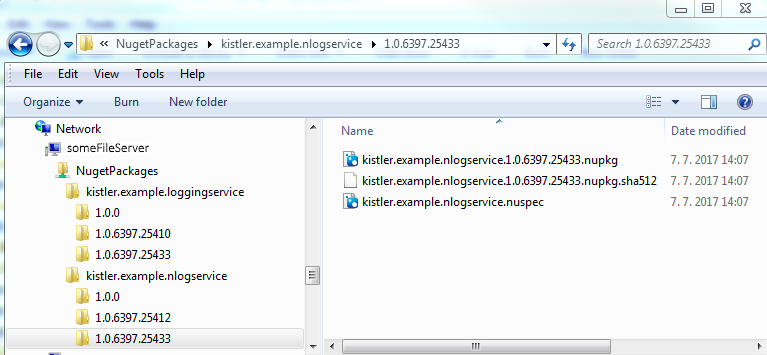 « NugetPackages ▸ kistler.example.nlogservice ▸ 1.0.6397.25433
Search 1.0.6397.25433
File Edit View Tools Help
Organize Burn New folder
Network
someFileServer
NugetPackages
kistler.example.loggingservice
1.0.0
1.0.6397.25410
1.0.6397.25433
kistler.example.nlogservice
1.0.0
1.0.6397.25412
1.0.6397.25433
Name Date modified
kistler.example.nlogservice.1.0.6397.25433.nupkg 7. 7. 2017 14:07
kistler.example.nlogservice.1.0.6397.25433.nupkg.sha512 7. 7. 2017 14:07
kistler.example.nlogservice.nuspec 7. 7. 2017 14:07